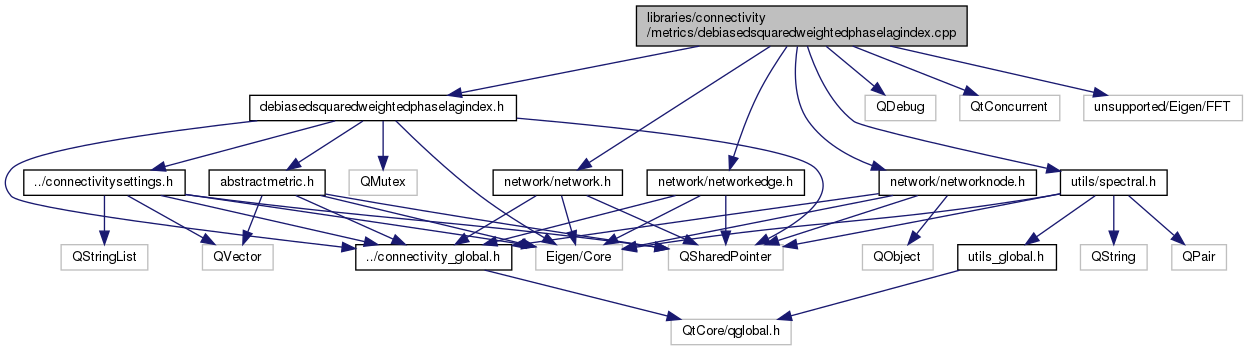 libraries/connectivity
/metrics/debiasedsquaredweightedphaselagindex.cpp
debiasedsquaredweightedphaselagindex.h
QDebug
QtConcurrent
unsupported/Eigen/FFT
../connectivitysettings.h
abstractmetric.h
QMutex
network/network.h
network/networkedge.h
network/networknode.h
utils/spectral.h
QStringList
QVector
../connectivity_global.h
Eigen/Core
QSharedPointer
QObject
utils_global.h
QString
QPair
QtCore/qglobal.h